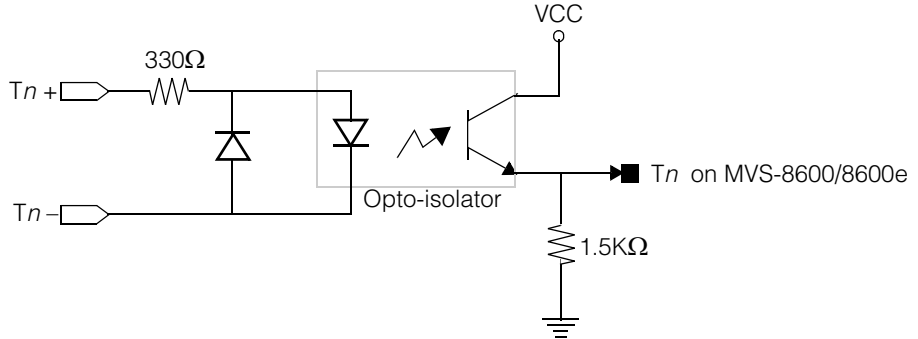 VCC
330Ω
Tn +
Tn −
Opto-isolator
Tn on MVS-8600/8600e
1.5KΩ